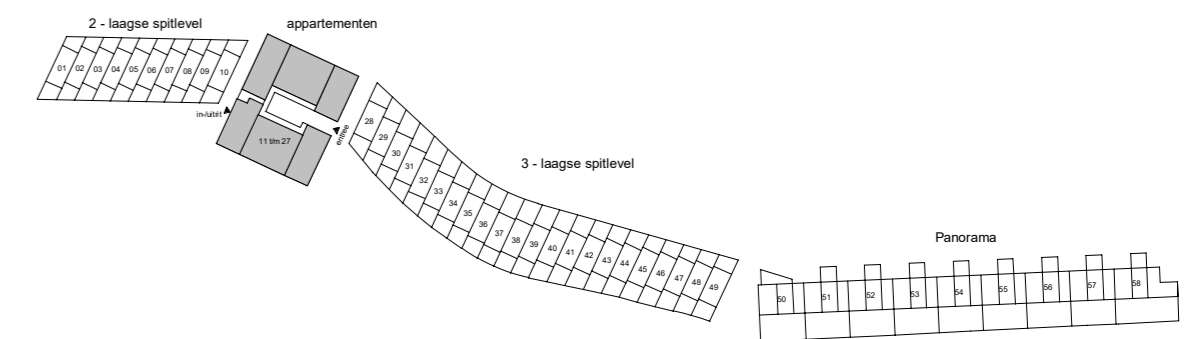 2 - laagse spitlevel
appartementen
01 02 03 04 05 06 07 08 09 10
in-/uitrit
entree
11 t/m 27
28
29
30
31
32
33
34
35
36
37
38
39
40
41
42
43
44
45
46
47
48
49
3 - laagse spitlevel
Panorama
50 51 52 53 54 55 56 57 58